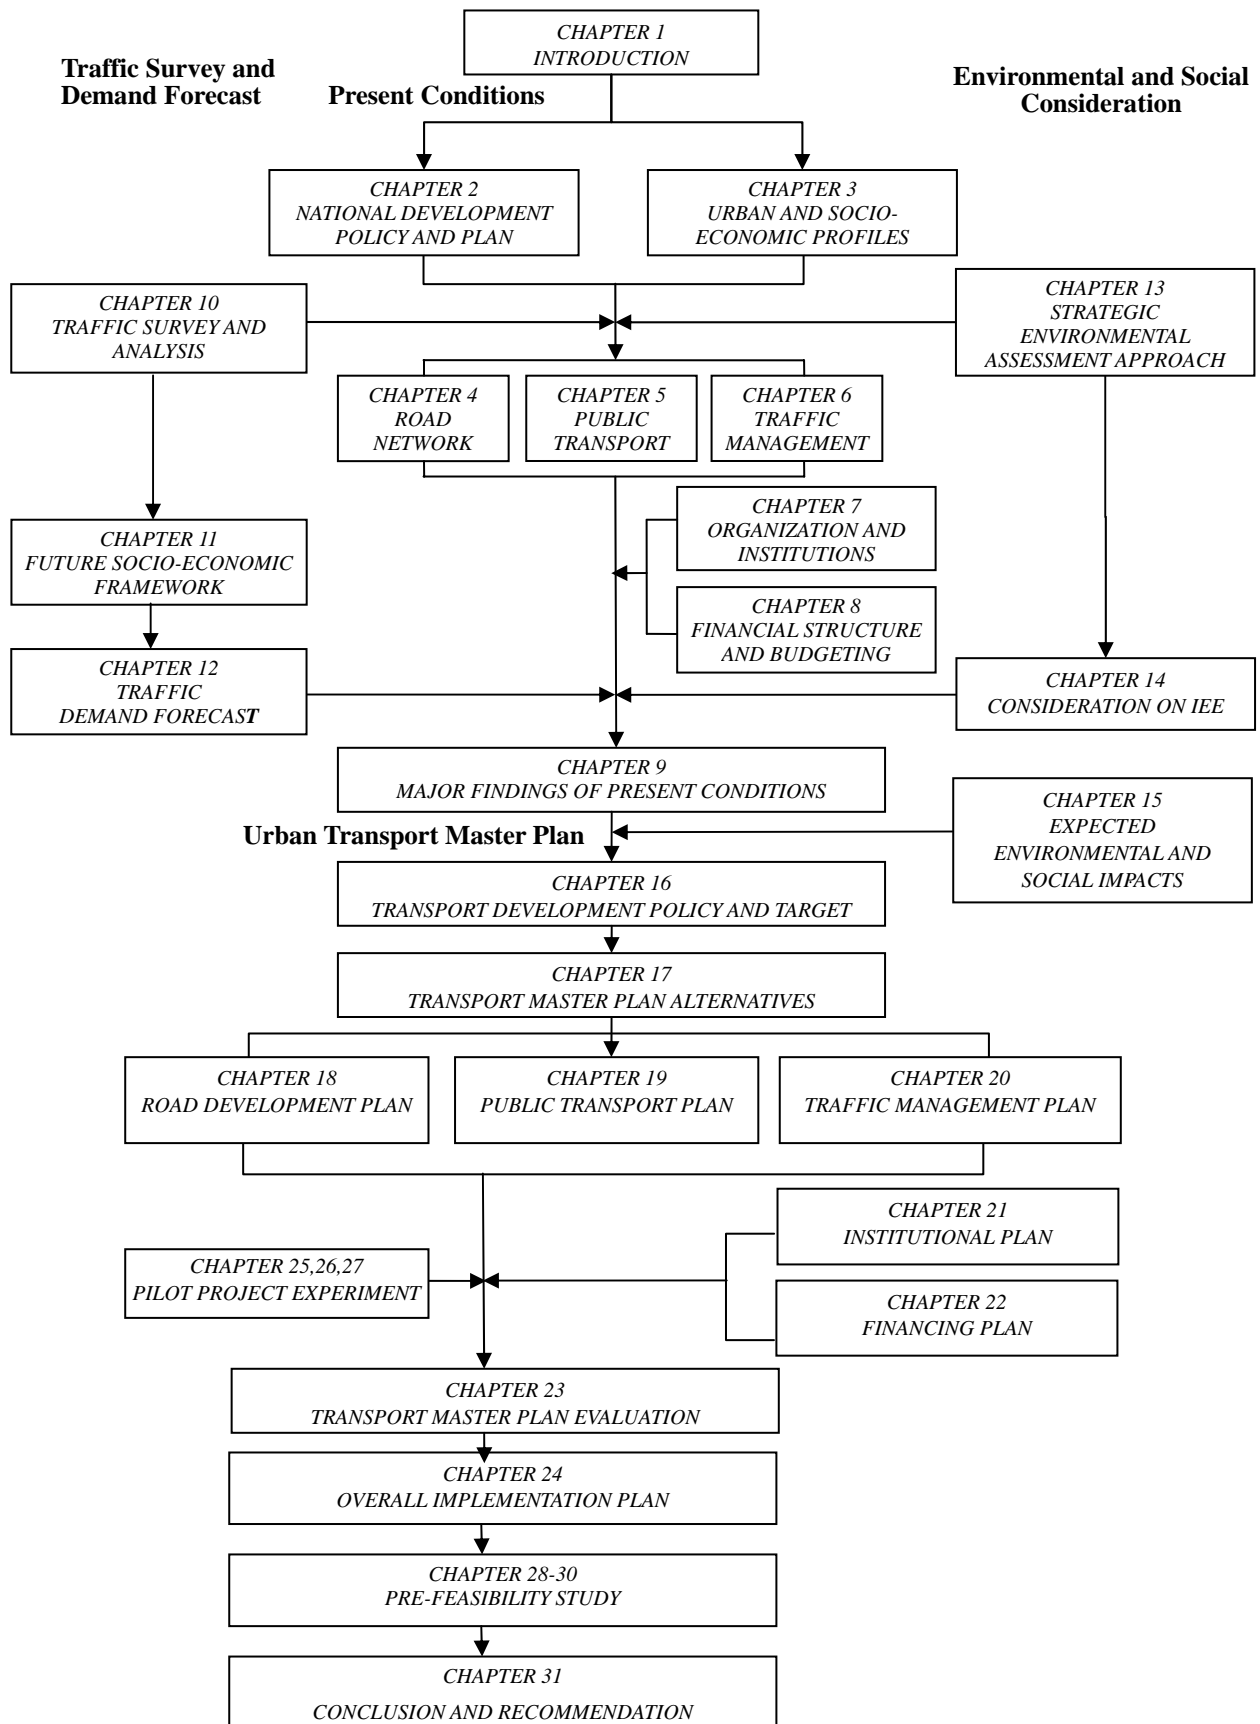 CHAPTER 1
INTRODUCTION
Traffic Survey and
Demand Forecast
Present Conditions
Environmental and Social
Consideration
CHAPTER 2
NATIONAL DEVELOPMENT
POLICY AND PLAN
CHAPTER 3
URBAN AND SOCIO-
ECONOMIC PROFILES
CHAPTER 10
TRAFFIC SURVEY AND
ANALYSIS
CHAPTER 13
STRATEGIC
ENVIRONMENTAL
ASSESSMENT APPROACH
CHAPTER 4
ROAD
NETWORK
CHAPTER 5
PUBLIC
TRANSPORT
CHAPTER 6
TRAFFIC
MANAGEMENT
CHAPTER 7
ORGANIZATION AND
INSTITUTIONS
CHAPTER 11
FUTURE SOCIO-ECONOMIC
FRAMEWORK
CHAPTER 8
FINANCIAL STRUCTURE
AND BUDGETING
CHAPTER 12
TRAFFIC
DEMAND FORECAST
CHAPTER 14
CONSIDERATION ON IEE
CHAPTER 9
MAJOR FINDINGS OF PRESENT CONDITIONS
CHAPTER 15
EXPECTED
ENVIRONMENTAL AND
SOCIAL IMPACTS
Urban Transport Master Plan
CHAPTER 16
TRANSPORT DEVELOPMENT POLICY AND TARGET
CHAPTER 17
TRANSPORT MASTER PLAN ALTERNATIVES
CHAPTER 18
ROAD DEVELOPMENT PLAN
CHAPTER 19
PUBLIC TRANSPORT PLAN
CHAPTER 20
TRAFFIC MANAGEMENT PLAN
CHAPTER 21
INSTITUTIONAL PLAN
CHAPTER 25,26,27
PILOT PROJECT EXPERIMENT
CHAPTER 22
FINANCING PLAN
CHAPTER 23
TRANSPORT MASTER PLAN EVALUATION
CHAPTER 24
OVERALL IMPLEMENTATION PLAN
CHAPTER 28-30
PRE-FEASIBILITY STUDY
CHAPTER 31
CONCLUSION AND RECOMMENDATION